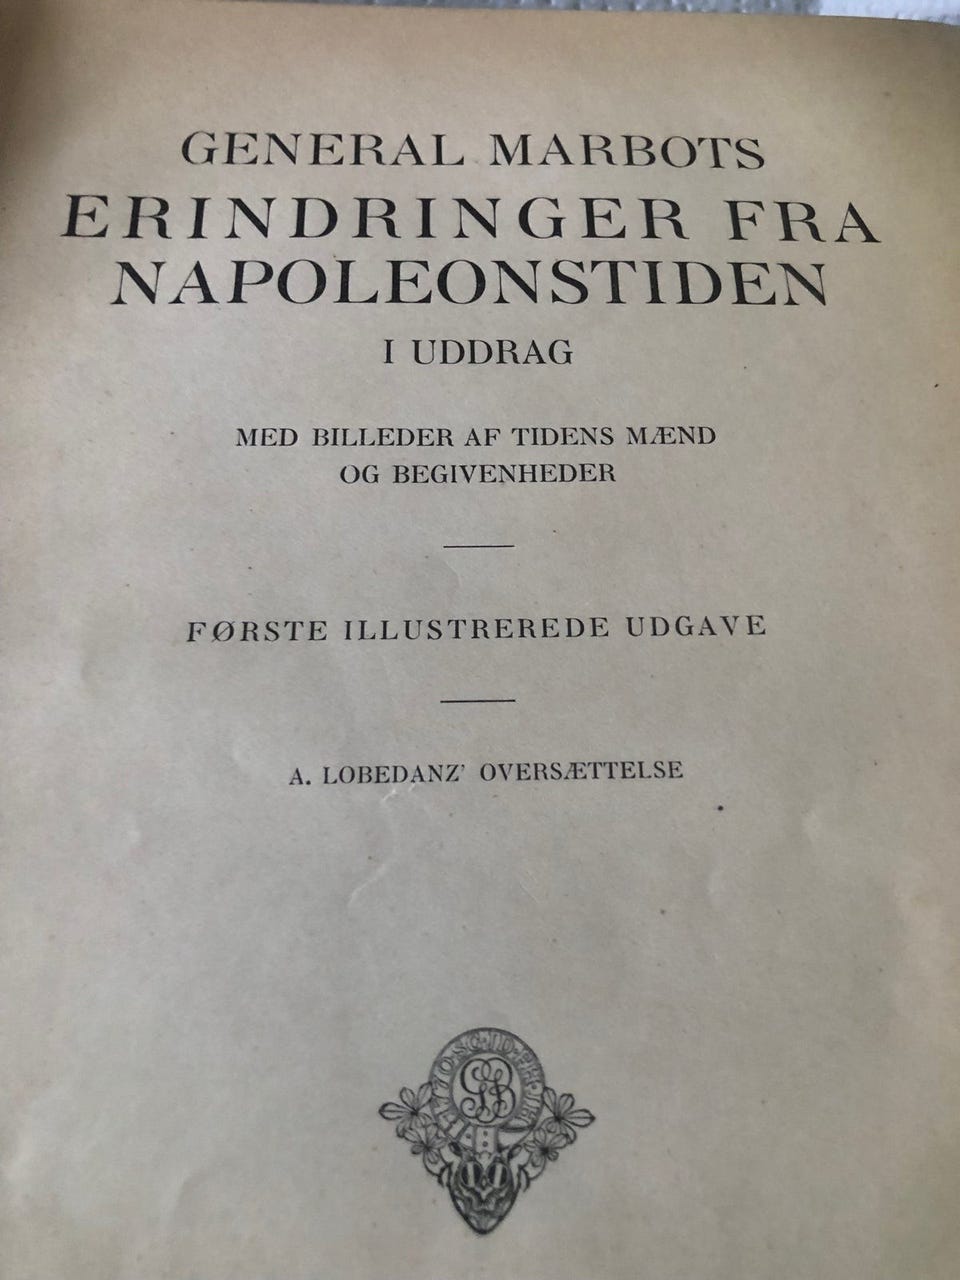 GENERAL MARBOTS
ERINDRINGER FRA
NAPOLEONSTIDEN
I UDDRAG
MED BILLEDER AF TIDENS MÆND
OG BEGIVENHEDER
FØRSTE ILLUSTREREDE UDGAVE
A. LOBEDANZ' OVERSÆTTELSE